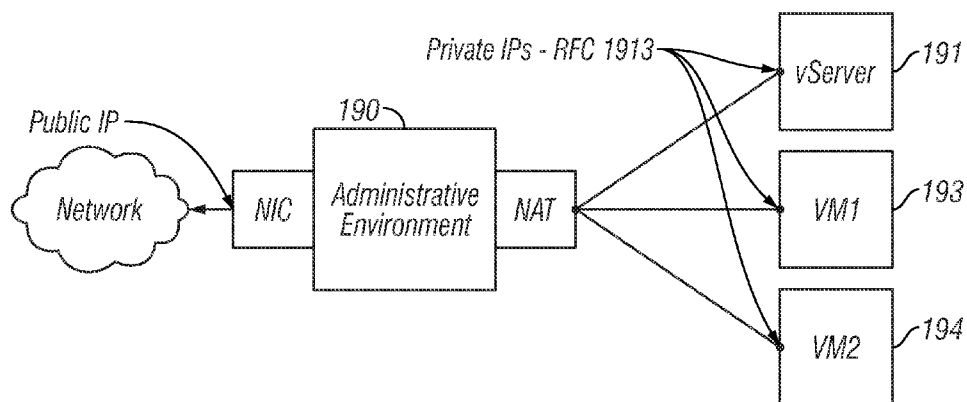 Private IPs - RFC 1913
vServer
191
Public IP
190
Network
NIC
Administrative
Environment
NAT
VM1
193
VM2
194